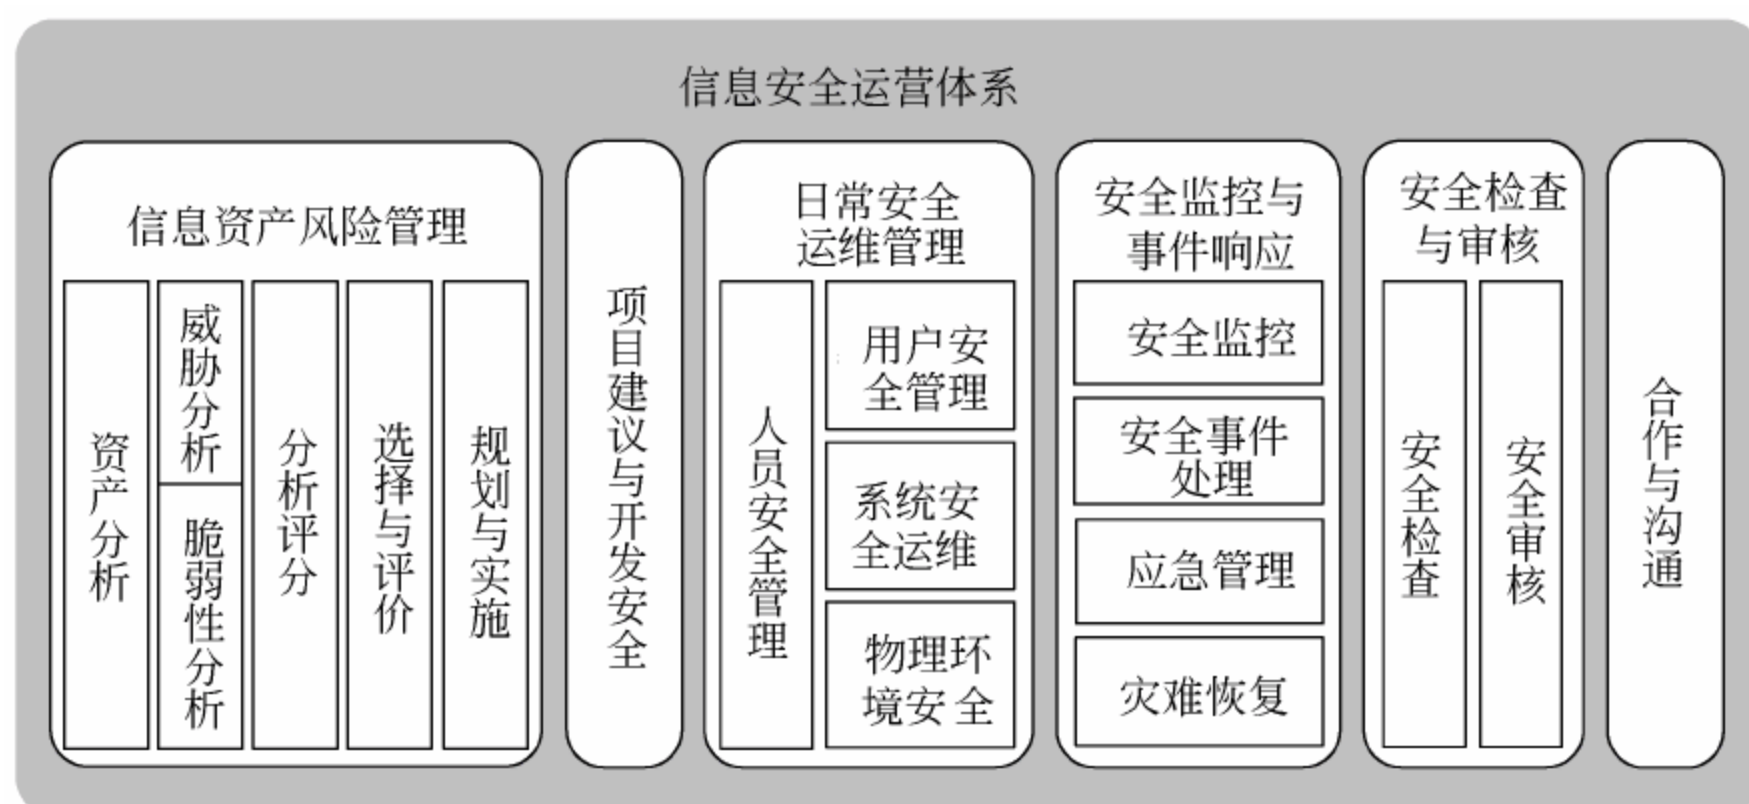 信息安全运营体系
信息资产风险管理
资产分析
威胁分析
脆弱性分析
分析评分
选择与评价
规划与实施
项目建议与开发安全
日常安全
运维管理
人员安全管理
用户安
全管理
系统安
全运维
物理环
境安全
安全监控与
事件响应
安全监控
安全事件
处理
应急管理
灾难恢复
安全检查
与审核
安全检查
安全审核
合作与沟通